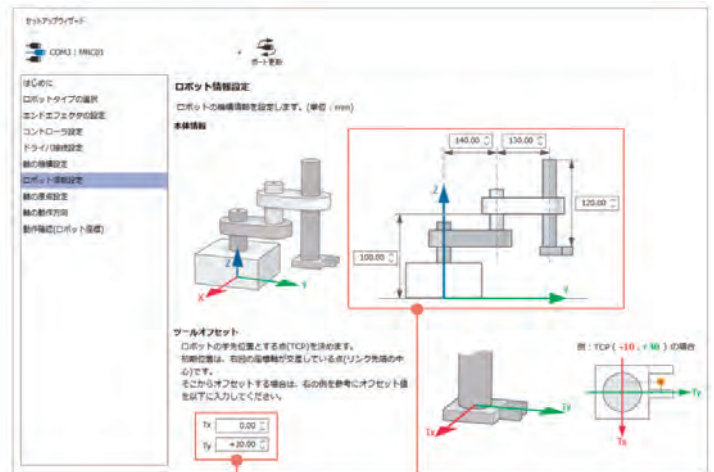 セットアップウィザード
COM3 : MRC01
ポート更新
はじめに
ロボットタイプの選択
エンドエフェクタの設定
コントローラ設定
ドライバ接続設定
軸の機構設定
ロボット情報設定
軸の原点設定
軸の動作方向
動作確認(ロボット座標)
ロボット情報設定
ロボットの機構情報を設定します。(単位 : mm)
本体情報
140.00
130.00
120.00
100.00
Z
Y
Z
Y
X
ツールオフセット
ロボットの手先位置とする点(TCP)を決めます。
初期位置は、右図の座標軸が交差している点(リンク先端の中
心)です。
そこからオフセットする場合は、右の例を参考にオフセット値
を以下に入力してください。
Tx 0.00
Ty +30.00
Tx
Ty
例 : TCP ( -10 , +30 ) の場合
Ty
Tx